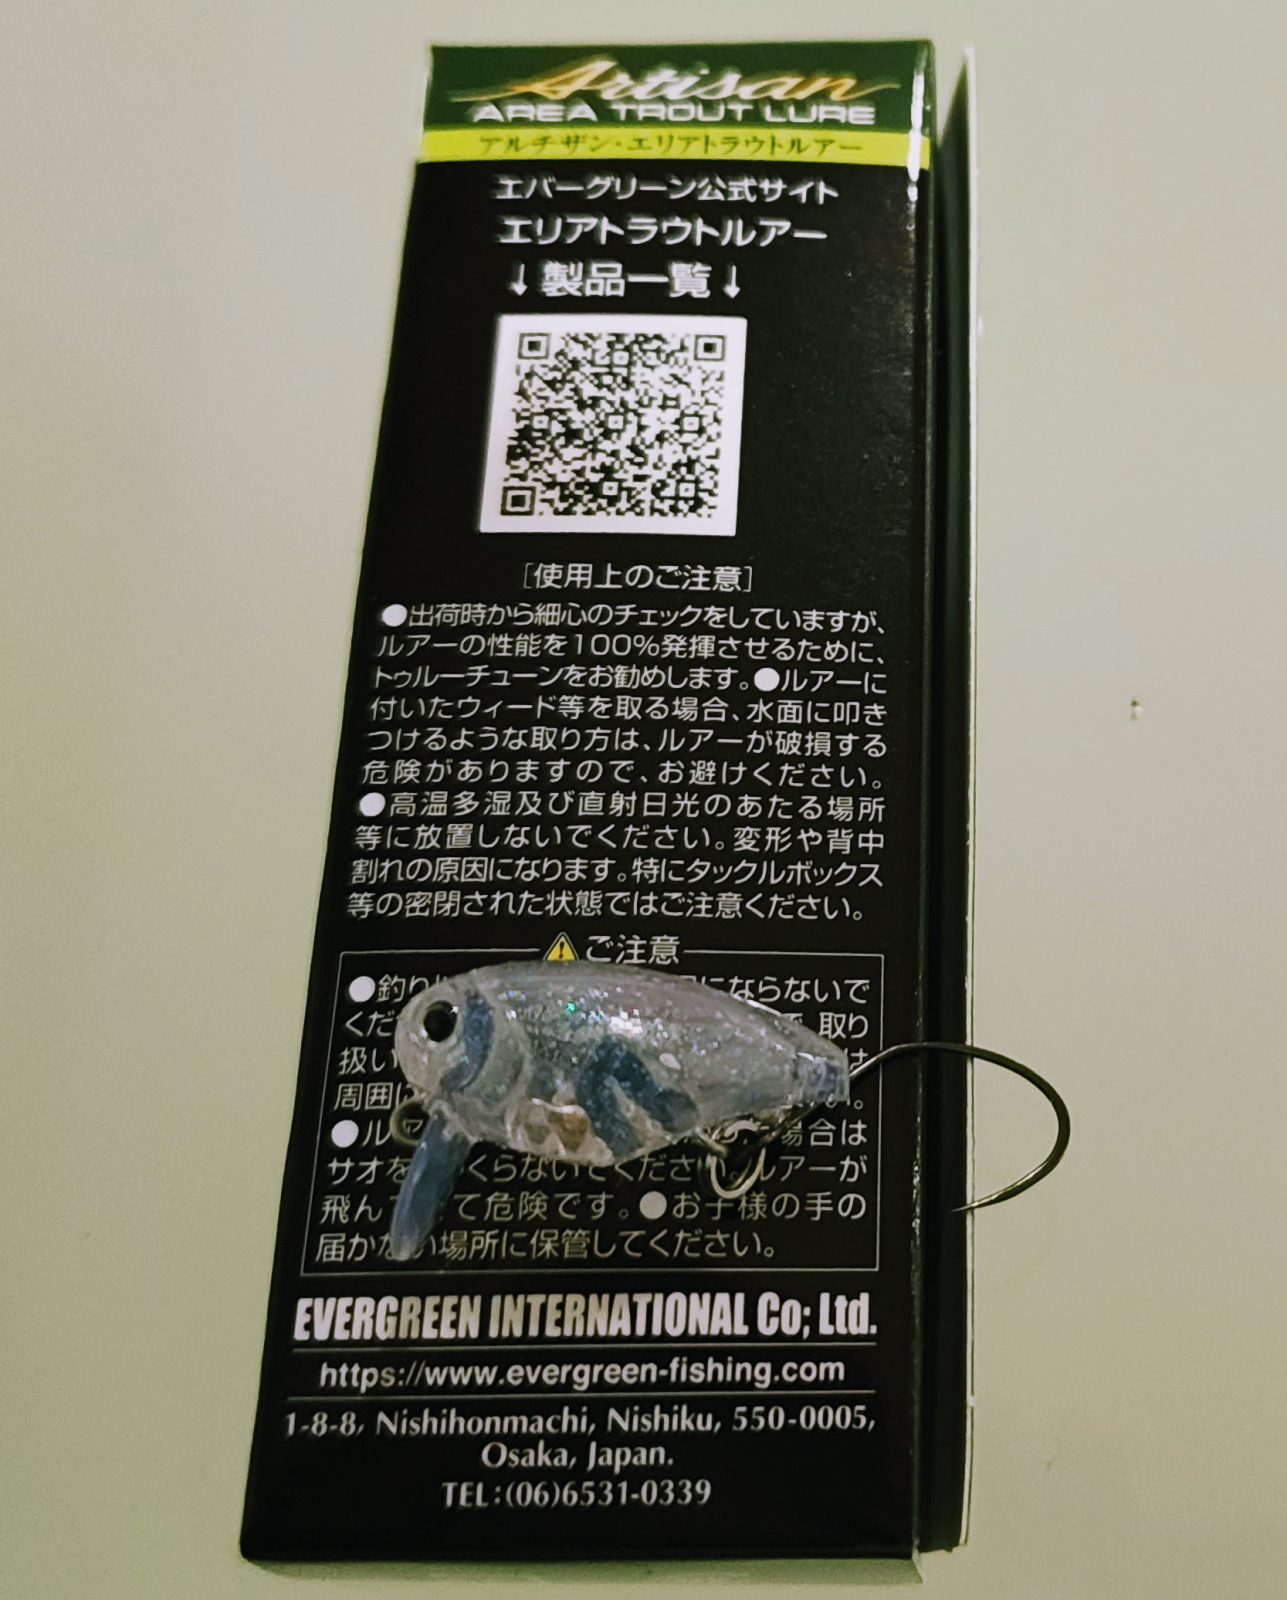 Artisan
AREA TROUT LURE
アルチザン・エリアトラウトルアー
エバーグリーン公式サイト
エリアトラウトルアー
↓製品一覧↓
[使用上のご注意]
●出荷時から細心のチェックをしていますが、
ルアーの性能を100%発揮させるために、
トゥルーチューンをお勧めします。●ルアーに
付いたウィード等を取る場合、水面に叩き
つけるような取り方は、ルアーが破損する
危険がありますので、お避けください。
●高温多湿及び直射日光のあたる場所
等に放置しないでください。変形や背中
割れの原因になります。特にタックルボックス
等の密閉された状態ではご注意ください。
ご注意
●釣り にならないで
くだ 取り
扱い は
周囲に 。
●ル 場合は
サオを くらないでください。ルアーが
飛ん て危険です。●お子様の手の
届かない場所に保管してください。
EVERGREEN INTERNATIONAL Co; Ltd.
https://www.evergreen-fishing.com
1-8-8, Nishihonmachi, Nishiku, 550-0005,
Osaka, Japan.
TEL:(06)6531-0339